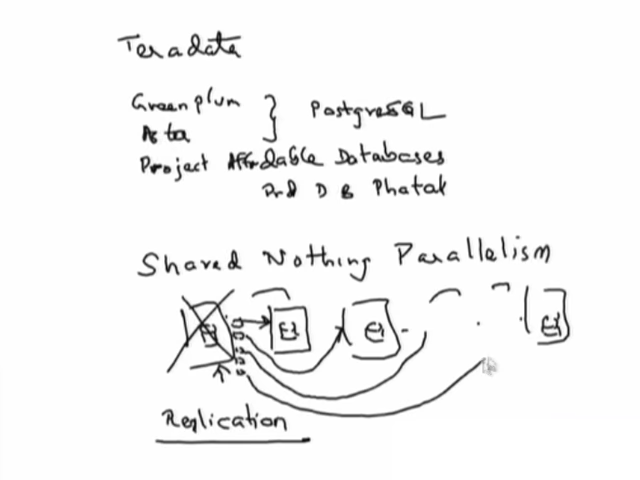 Teradata
Greenplum
Aster
PostgreSQL
Project Affordable Databases
Prof D B Phatak
Shared Nothing Parallelism
Replication